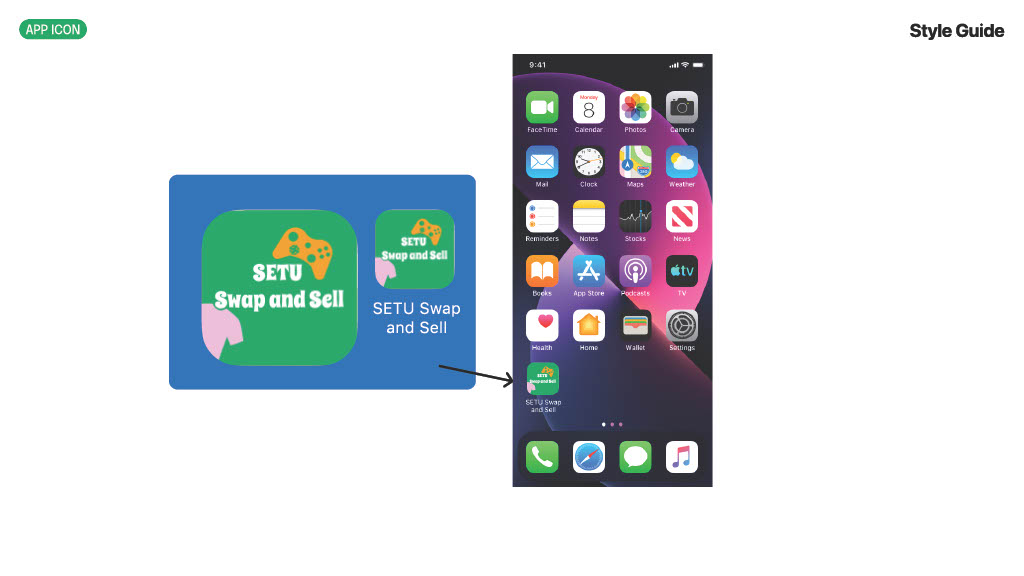 APP ICON
Style Guide
SETU
Swap and Sell
SETU
Swap and Sell
SETU Swap
and Sell
9:41
Monday
8
FaceTime
Calendar
Photos
Camera
Mail
Clock
Maps
Weather
Reminders
Notes
Stocks
News
Books
App Store
Podcasts
tv
TV
Health
Home
Wallet
Settings
SETU
Swap and Sell
SETU Swap
and Sell